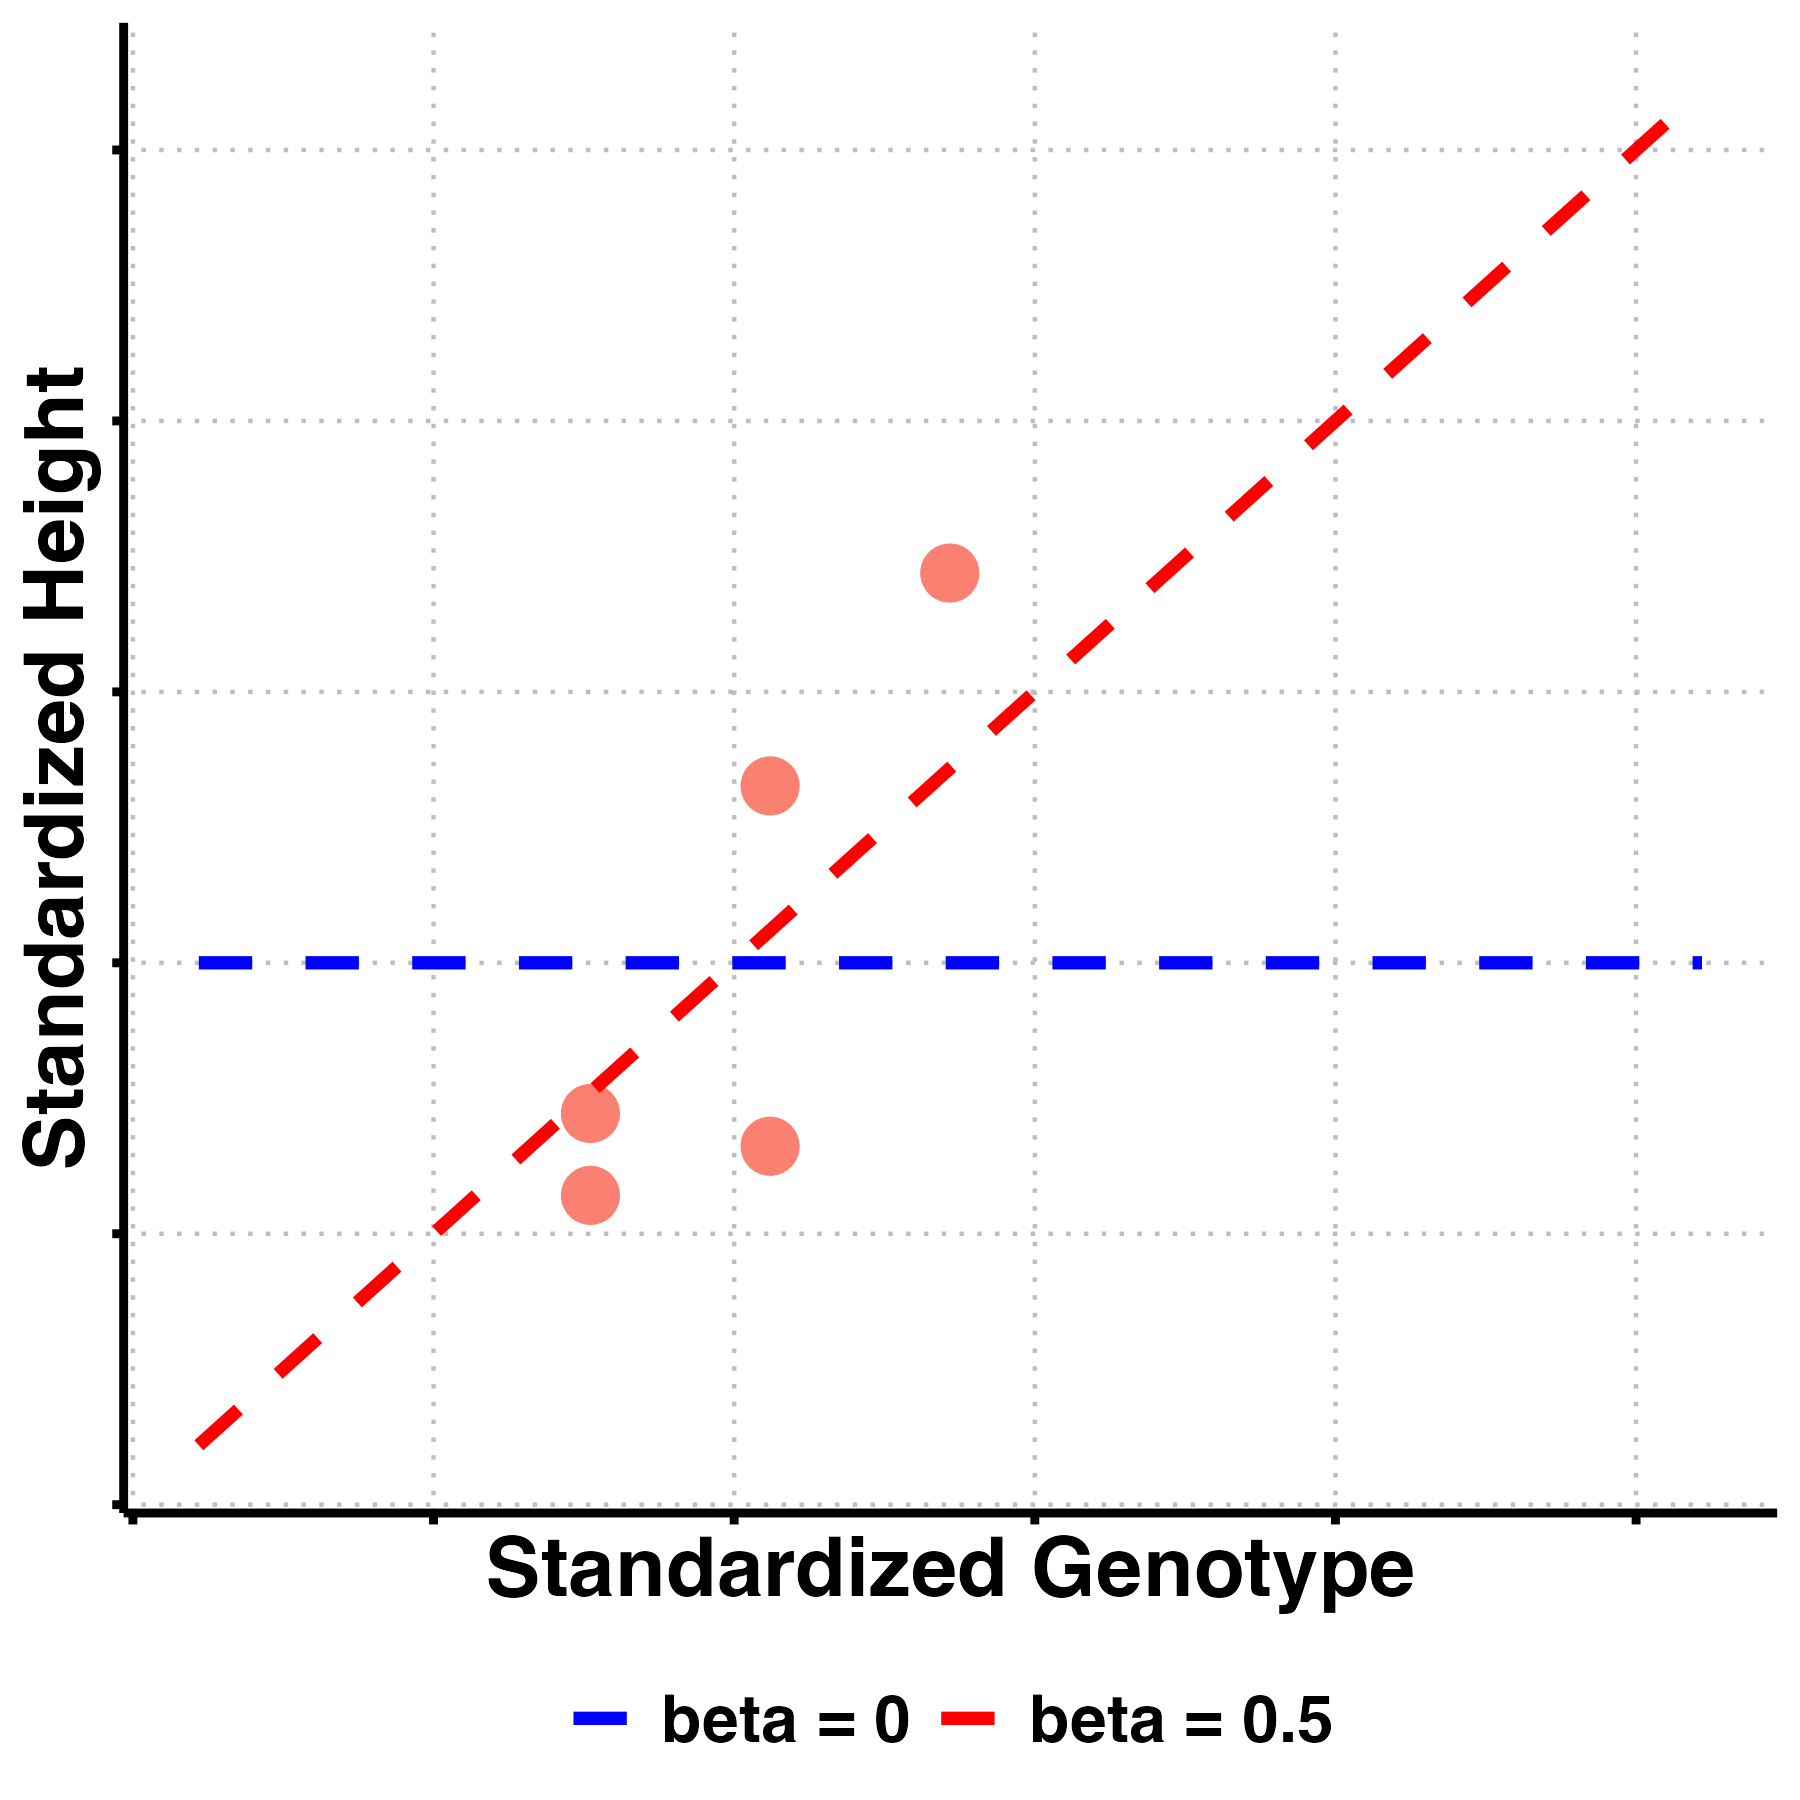 Standardized Height
Standardized Genotype
beta = 0 beta = 0.5